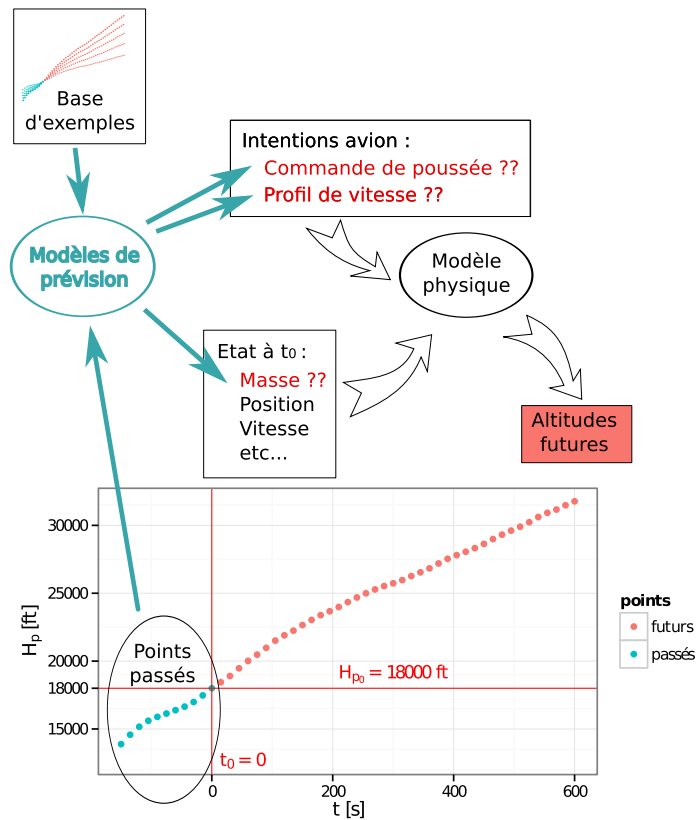 Base
d'exemples
Intentions avion :
Commande de poussée ??
Profil de vitesse ??
Modèles de
prévision
Modèle
physique
Etat à t0 :
Masse ??
Position
Vitesse
etc...
Altitudes
futures
30000
25000
20000
18000
15000
Hp [ft]
Points
passés
Hp0 = 18000 ft
t0 = 0
0
200
400
600
t [s]
points
futurs
passés